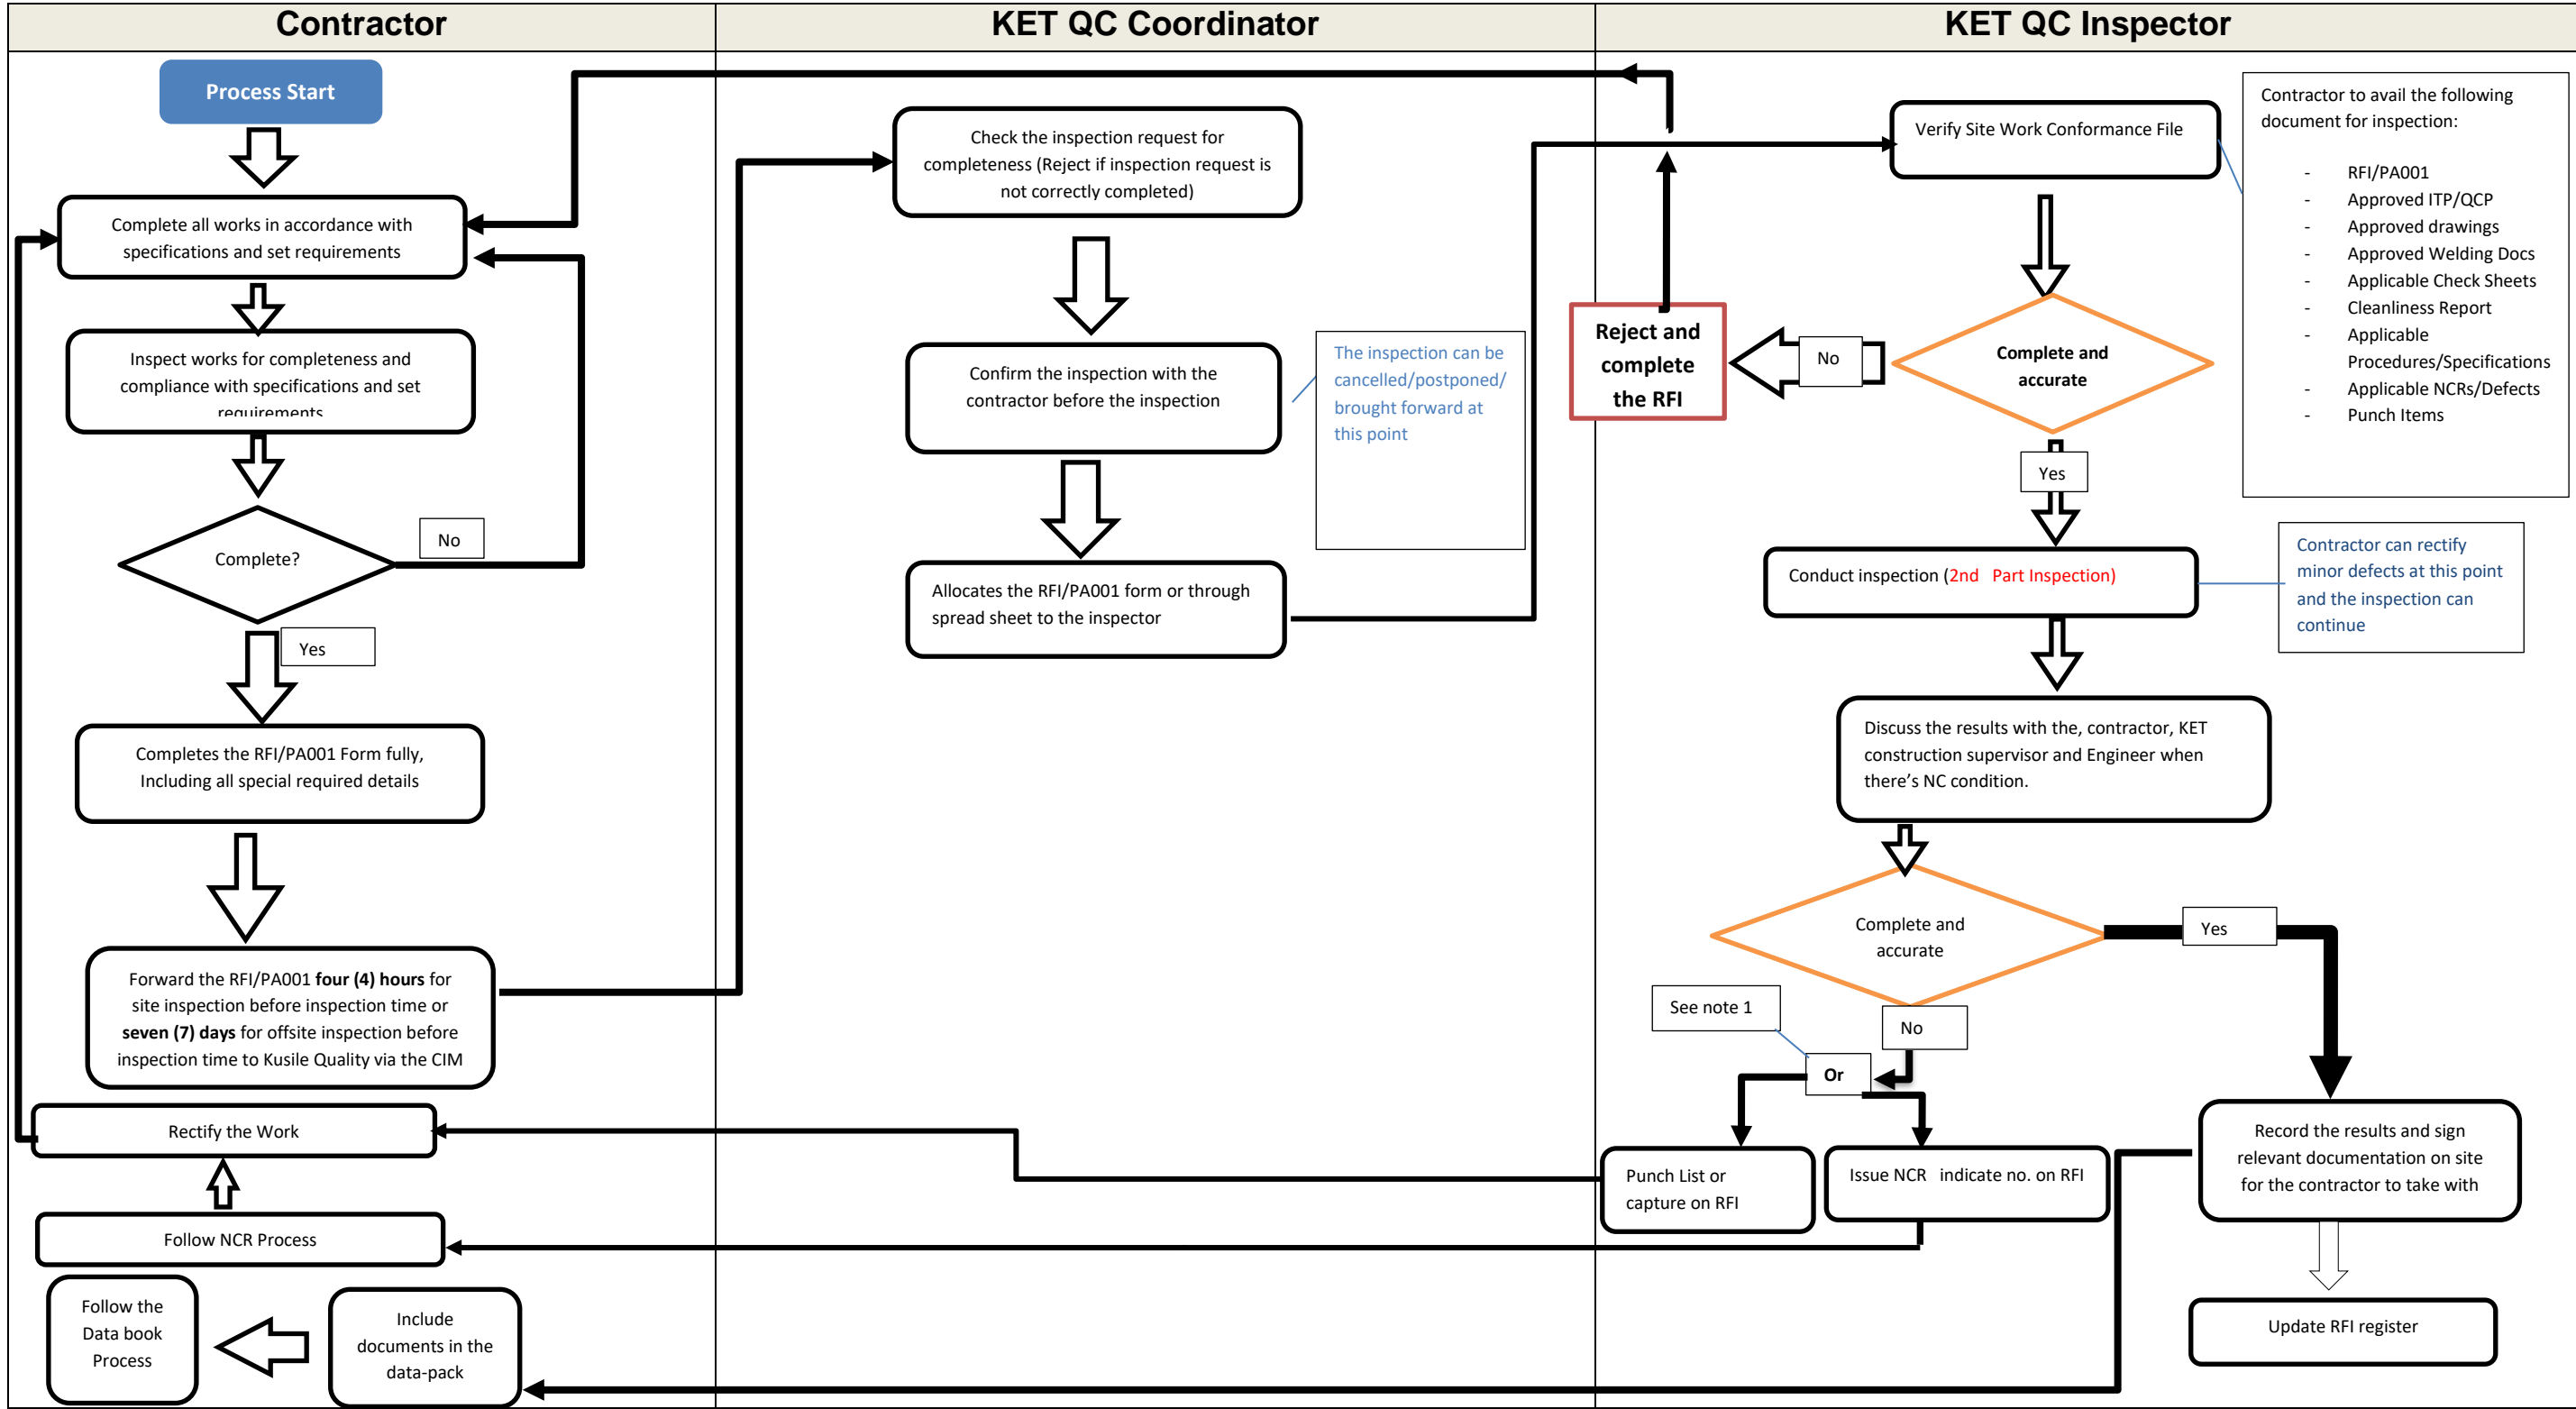 Contractor
KET QC Coordinator
KET QC Inspector
Process Start
Complete all works in accordance with
specifications and set requirements
Inspect works for completeness and
compliance with specifications and set
requirements
Complete?
No
Yes
Completes the RFI/PA001 Form fully,
Including all special required details
Forward the RFI/PA001 four (4) hours for
site inspection before inspection time or
seven (7) days for offsite inspection before
inspection time to Kusile Quality via the CIM
Rectify the Work
Follow NCR Process
Follow the
Data book
Process
Include
documents in the
data-pack
Check the inspection request for
completeness (Reject if inspection request is
not correctly completed)
Confirm the inspection with the
contractor before the inspection
The inspection can be
cancelled/postponed/
brought forward at
this point
Allocates the RFI/PA001 form or through
spread sheet to the inspector
Verify Site Work Conformance File
Contractor to avail the following
document for inspection:
- RFI/PA001
- Approved ITP/QCP
- Approved drawings
- Approved Welding Docs
- Applicable Check Sheets
- Cleanliness Report
- Applicable
Procedures/Specifications
- Applicable NCRs/Defects
- Punch Items
Complete and
accurate
No
Reject and
complete
the RFI
Yes
Conduct inspection (2nd Part Inspection)
Contractor can rectify
minor defects at this point
and the inspection can
continue
Discuss the results with the, contractor, KET
construction supervisor and Engineer when
there's NC condition.
Complete and
accurate
Yes
No
See note 1
Or
Punch List or
capture on RFI
Issue NCR indicate no. on RFI
Record the results and sign
relevant documentation on site
for the contractor to take with
Update RFI register